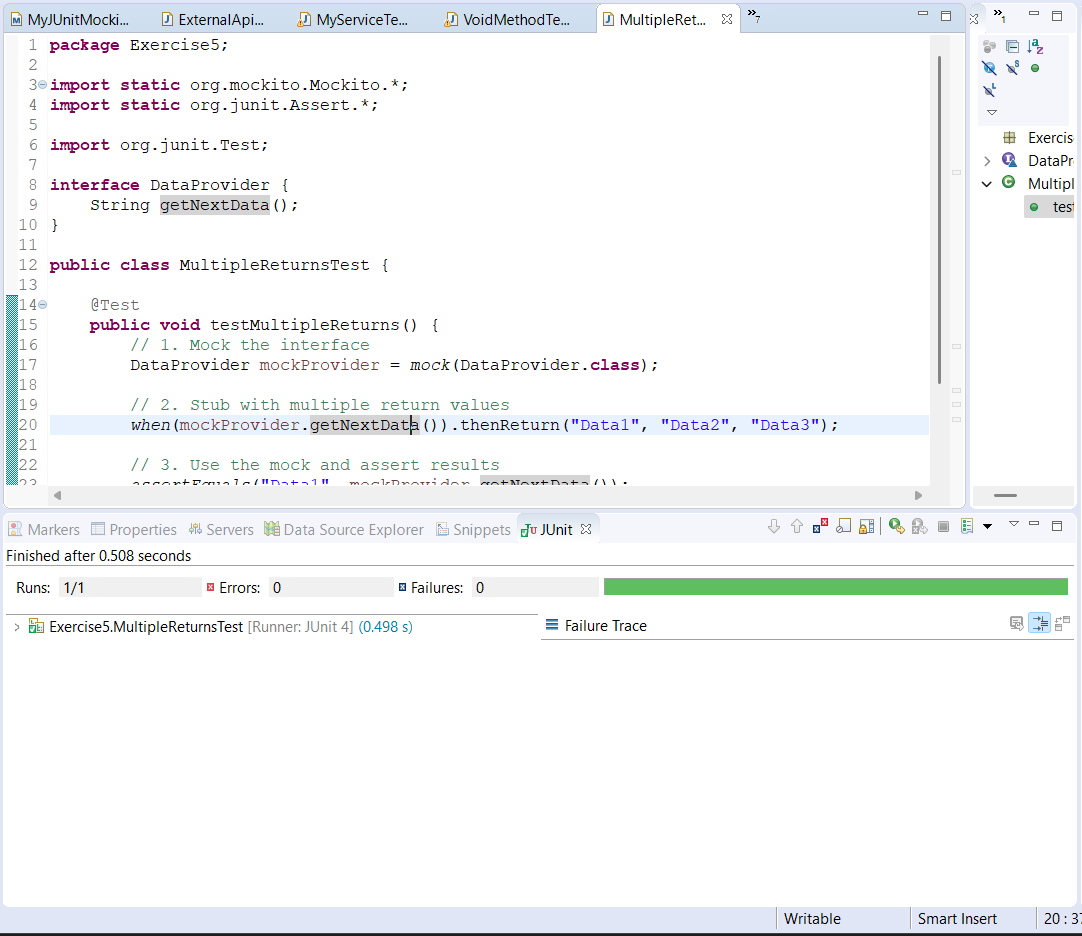 MyJUnitMocki... ExternalApi... MyServiceTe... VoidMethodTe... MultipleRet... »7 »1
1 package Exercise5;
2
3 import static org.mockito.Mockito.*;
4 import static org.junit.Assert.*;
5
6 import org.junit.Test;
7
8 interface DataProvider {
9 String getNextData();
10 }
11
12 public class MultipleReturnsTest {
13
14 @Test
15 public void testMultipleReturns() {
16 // 1. Mock the interface
17 DataProvider mockProvider = mock(DataProvider.class);
18
19 // 2. Stub with multiple return values
20 when(mockProvider.getNextData()).thenReturn("Data1", "Data2", "Data3");
21
22 // 3. Use the mock and assert results
23 assertEquals("Data1", mockProvider.getNextData());
Exercis
DataPr
Multipl
test
Markers Properties Servers Data Source Explorer Snippets JUnit
Finished after 0.508 seconds
Runs: 1/1 Errors: 0 Failures: 0
Exercise5.MultipleReturnsTest [Runner: JUnit 4] (0.498 s)
Failure Trace
Writable Smart Insert 20 : 37